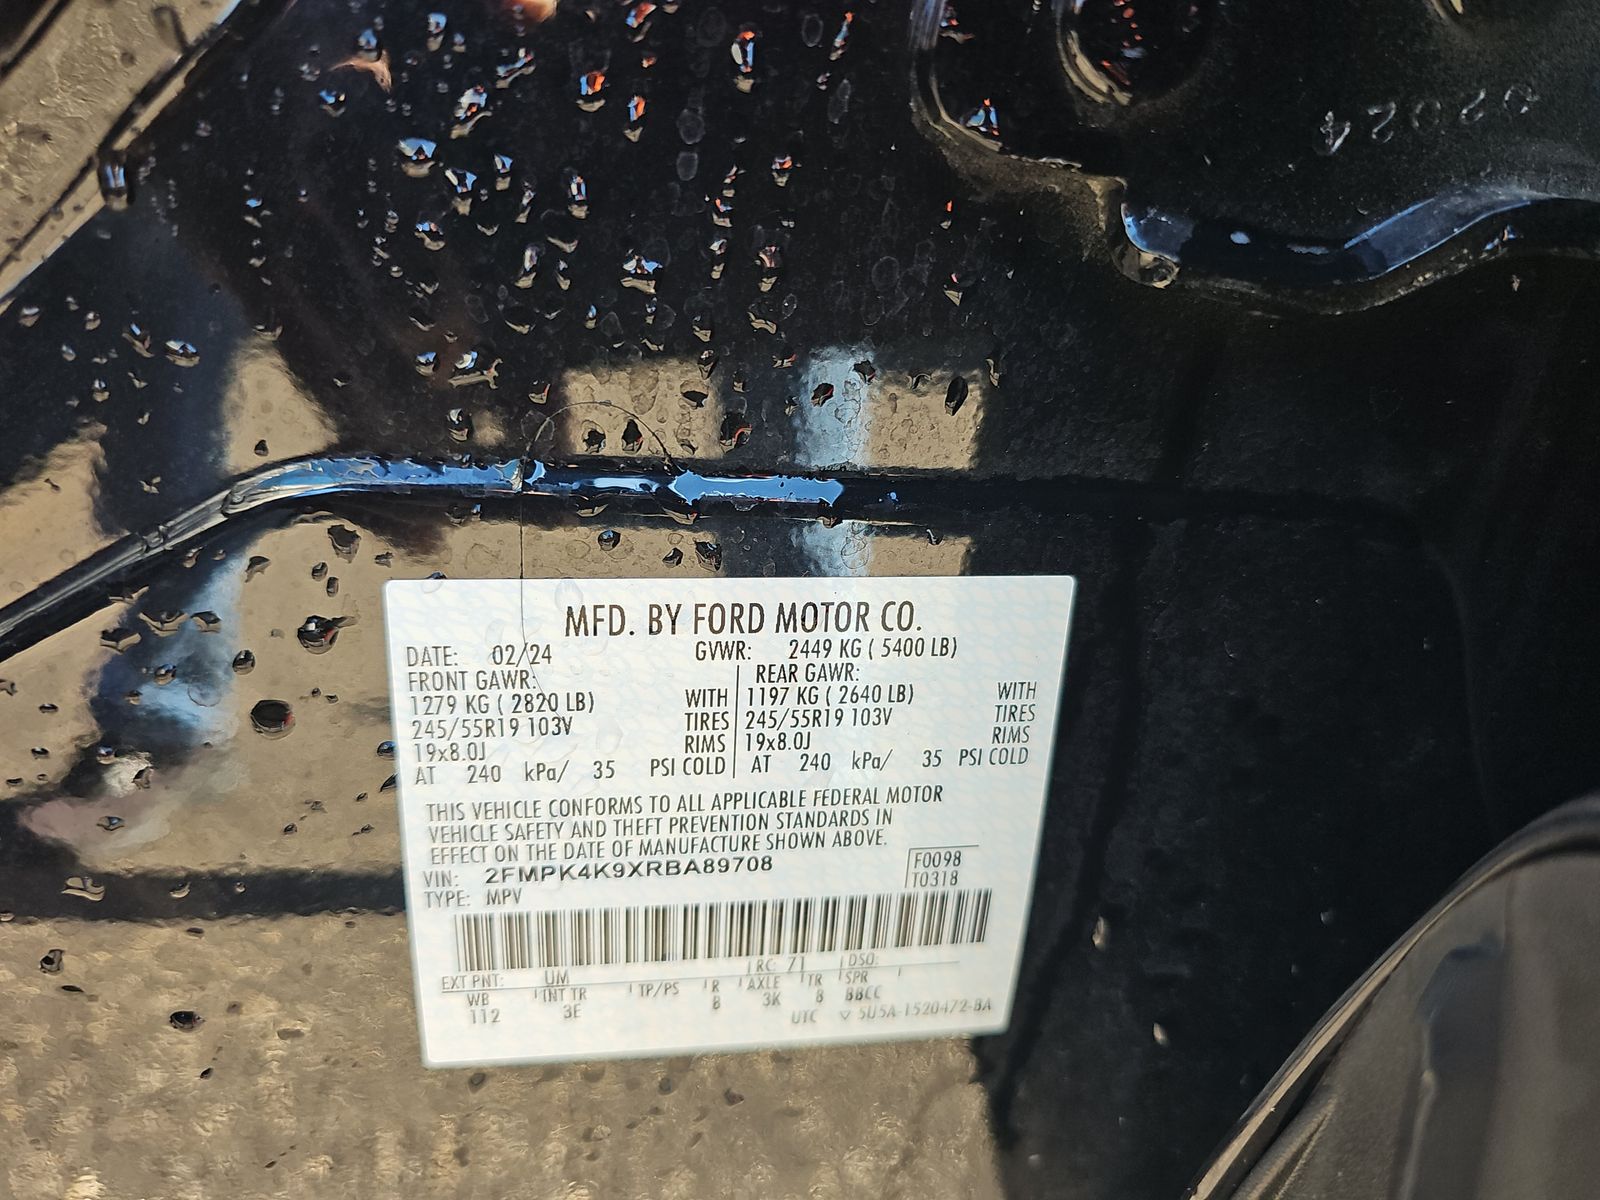 42020
MFD. BY FORD MOTOR CO.
DATE: 02/24 GVWR: 2449 KG ( 5400 LB)
FRONT GAWR: REAR GAWR:
1279 KG ( 2820 LB) WITH 1197 KG ( 2640 LB) WITH
245/55R19 103V TIRES 245/55R19 103V TIRES
19x8.0J RIMS 19x8.0J RIMS
AT 240 kPa/ 35 PSI COLD AT 240 kPa/ 35 PSI COLD
THIS VEHICLE CONFORMS TO ALL APPLICABLE FEDERAL MOTOR
VEHICLE SAFETY AND THEFT PREVENTION STANDARDS IN
EFFECT ON THE DATE OF MANUFACTURE SHOWN ABOVE.
VIN: 2FMPK4K9XRBA89708 F0098
TYPE: MPV T0318
EXT PNT: UM RC: 71 DSO:
WB INT TR TP/PS R AXLE TR SPR
112 3E B 3K 8 BBCC
UTC ▽ 5U5A-1520472-BA